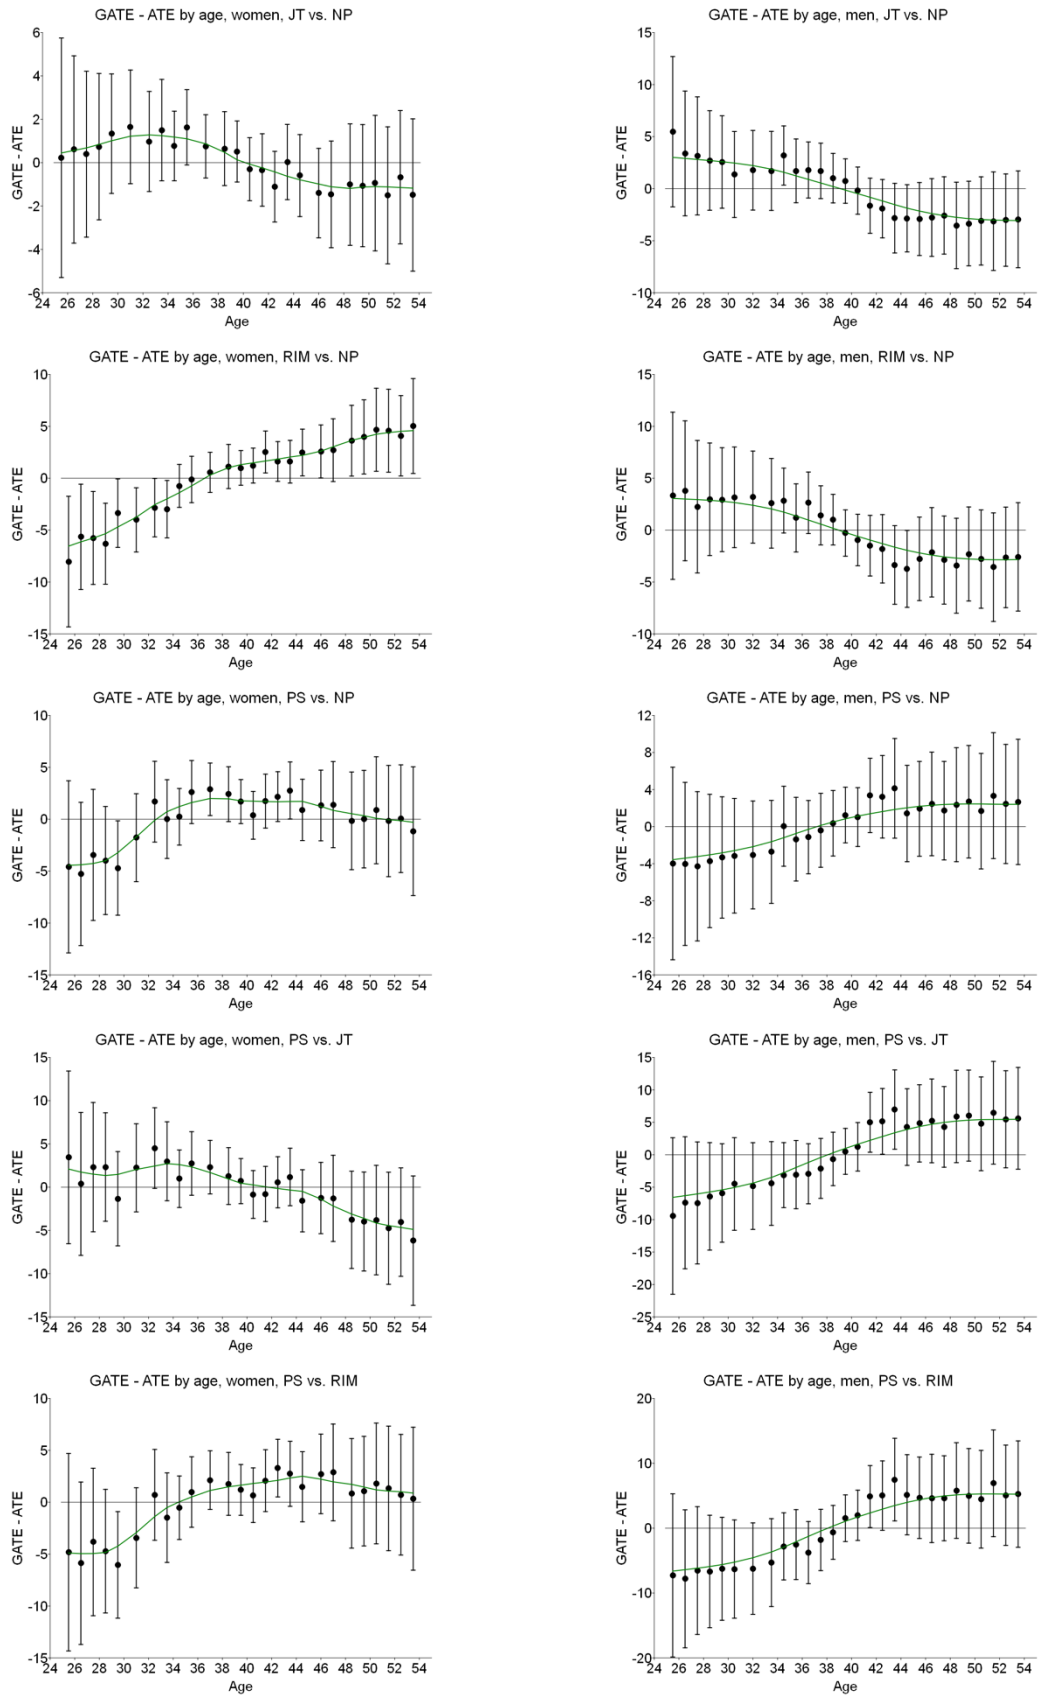 GATE - ATE by age, women, JT vs. NP
6
4
2
0
-2
-4
-6
GATE - ATE
24 26 28 30 32 34 36 38 40 42 44 46 48 50 52 54
Age
GATE - ATE by age, men, JT vs. NP
15
10
5
0
-5
-10
GATE - ATE
24 26 28 30 32 34 36 38 40 42 44 46 48 50 52 54
Age
GATE - ATE by age, women, RIM vs. NP
10
5
0
-5
-10
-15
GATE - ATE
24 26 28 30 32 34 36 38 40 42 44 46 48 50 52 54
Age
GATE - ATE by age, men, RIM vs. NP
15
10
5
0
-5
-10
GATE - ATE
24 26 28 30 32 34 36 38 40 42 44 46 48 50 52 54
Age
GATE - ATE by age, women, PS vs. NP
10
5
0
-5
-10
-15
GATE - ATE
24 26 28 30 32 34 36 38 40 42 44 46 48 50 52 54
Age
GATE - ATE by age, men, PS vs. NP
12
8
4
0
-4
-8
-12
-16
GATE - ATE
24 26 28 30 32 34 36 38 40 42 44 46 48 50 52 54
Age
GATE - ATE by age, women, PS vs. JT
15
10
5
0
-5
-10
-15
GATE - ATE
24 26 28 30 32 34 36 38 40 42 44 46 48 50 52 54
Age
GATE - ATE by age, men, PS vs. JT
15
10
5
0
-5
-10
-15
-20
-25
GATE - ATE
24 26 28 30 32 34 36 38 40 42 44 46 48 50 52 54
Age
GATE - ATE by age, women, PS vs. RIM
10
5
0
-5
-10
-15
GATE - ATE
24 26 28 30 32 34 36 38 40 42 44 46 48 50 52 54
Age
GATE - ATE by age, men, PS vs. RIM
20
10
0
-10
-20
GATE - ATE
24 26 28 30 32 34 36 38 40 42 44 46 48 50 52 54
Age